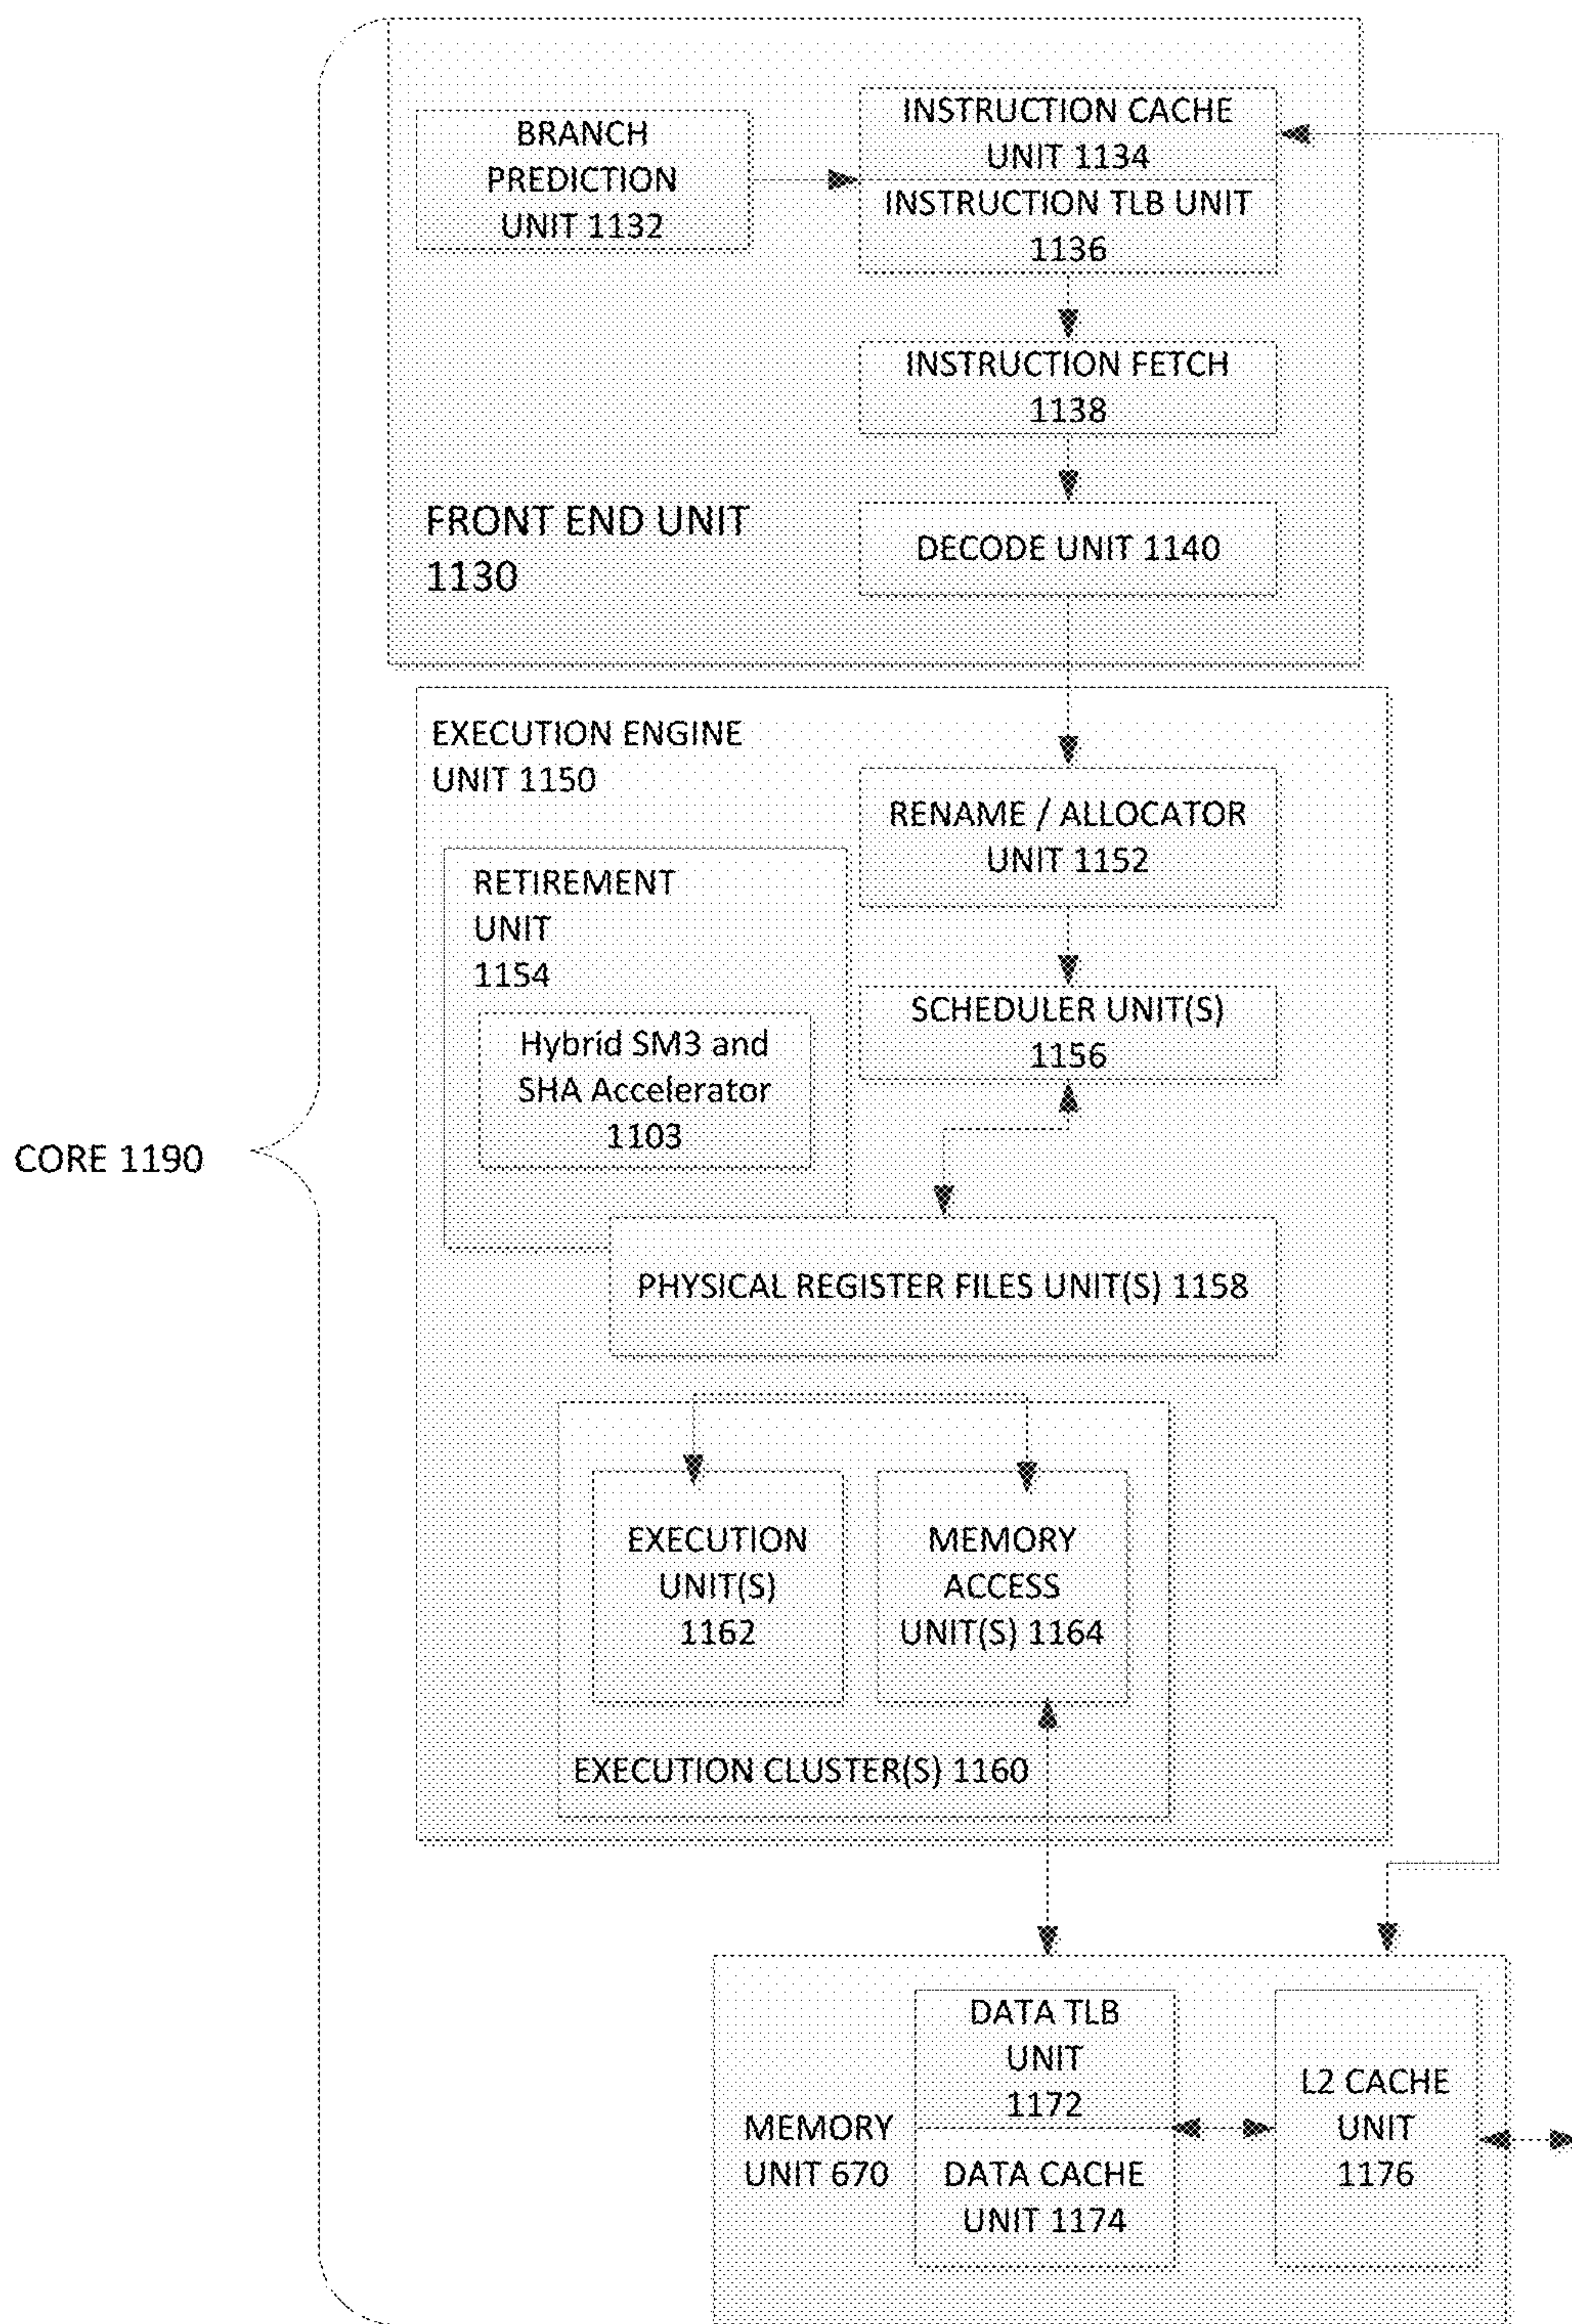 BRANCH
PREDICTION
UNIT 1132
INSTRUCTION CACHE
UNIT 1134
INSTRUCTION TLB UNIT
1136
INSTRUCTION FETCH
1138
FRONT END UNIT
1130
DECODE UNIT 1140
EXECUTION ENGINE
UNIT 1150
RENAME / ALLOCATOR
UNIT 1152
RETIREMENT
UNIT
1154
SCHEDULER UNIT(S)
1156
Hybrid SM3 and
SHA Accelerator
1103
CORE 1190
PHYSICAL REGISTER FILES UNIT(S) 1158
EXECUTION
UNIT(S)
1162
MEMORY
ACCESS
UNIT(S) 1164
EXECUTION CLUSTER(S) 1160
MEMORY
UNIT 670
DATA TLB
UNIT
1172
DATA CACHE
UNIT 1174
L2 CACHE
UNIT
1176